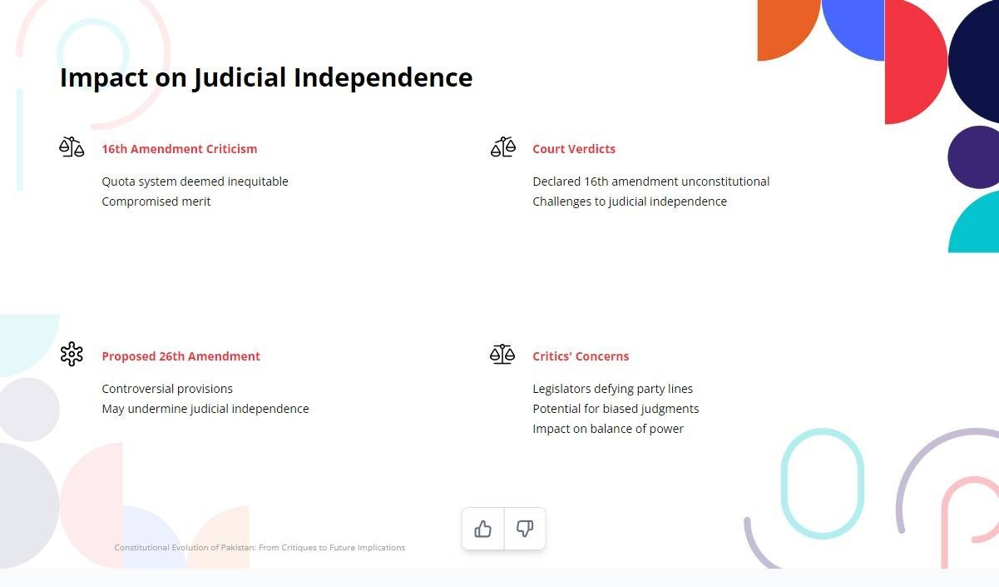 Impact on Judicial Independence
16th Amendment Criticism
Quota system deemed inequitable
Compromised merit
Court Verdicts
Declared 16th amendment unconstitutional
Challenges to judicial independence
Proposed 26th Amendment
Controversial provisions
May undermine judicial independence
Critics' Concerns
Legislators defying party lines
Potential for biased judgments
Impact on balance of power
Constitutional Evolution of Pakistan: From Critiques to Future Implications